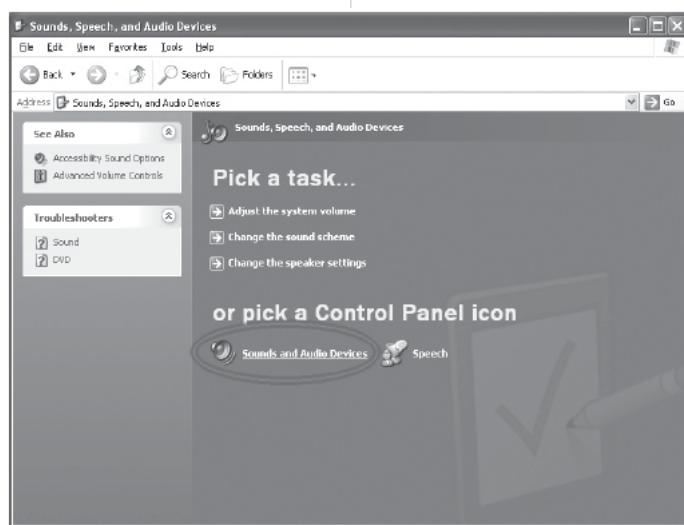 Sounds, Speech, and Audio Devices
File Edit View Favorites Tools Help
Back Search Folders
Address Sounds, Speech, and Audio Devices Go
See Also
Accessibility Sound Options
Advanced Volume Controls
Troubleshooters
Sound
DVD
Sounds, Speech, and Audio Devices
Pick a task...
Adjust the system volume
Change the sound scheme
Change the speaker settings
or pick a Control Panel icon
Sounds and Audio Devices Speech